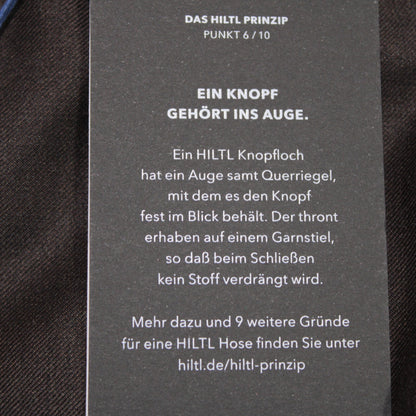 DAS HILTL PRINZIP
PUNKT 6 / 10
EIN KNOPF
GEHÖRT INS AUGE.
Ein HILTL Knopfloch
hat ein Auge samt Querriegel,
mit dem es den Knopf
fest im Blick behält. Der thront
erhaben auf einem Garnstiel,
so daß beim Schließen
kein Stoff verdrängt wird.
Mehr dazu und 9 weitere Gründe
für eine HILTL Hose finden Sie unter
hiltl.de/hiltl-prinzip